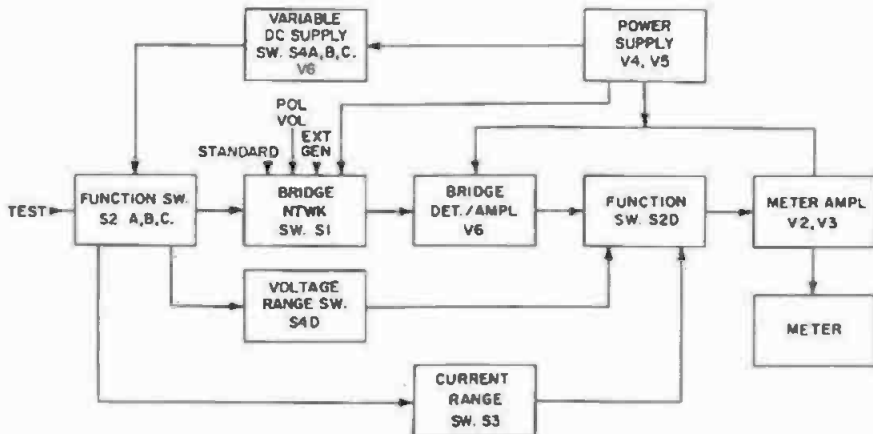 VARIABLE
DC SUPPLY
SW. S4A,B,C.
V6
POWER
SUPPLY
V4, V5
POL
VOL
EXT
GEN
STANDARD
TEST
FUNCTION SW.
S2 A,B,C.
BRIDGE
NTWK
SW. S1
BRIDGE
DET./AMPL
V6
FUNCTION
SW. S2D
METER AMPL
V2, V3
VOLTAGE
RANGE SW.
S4D
METER
CURRENT
RANGE
SW. S3